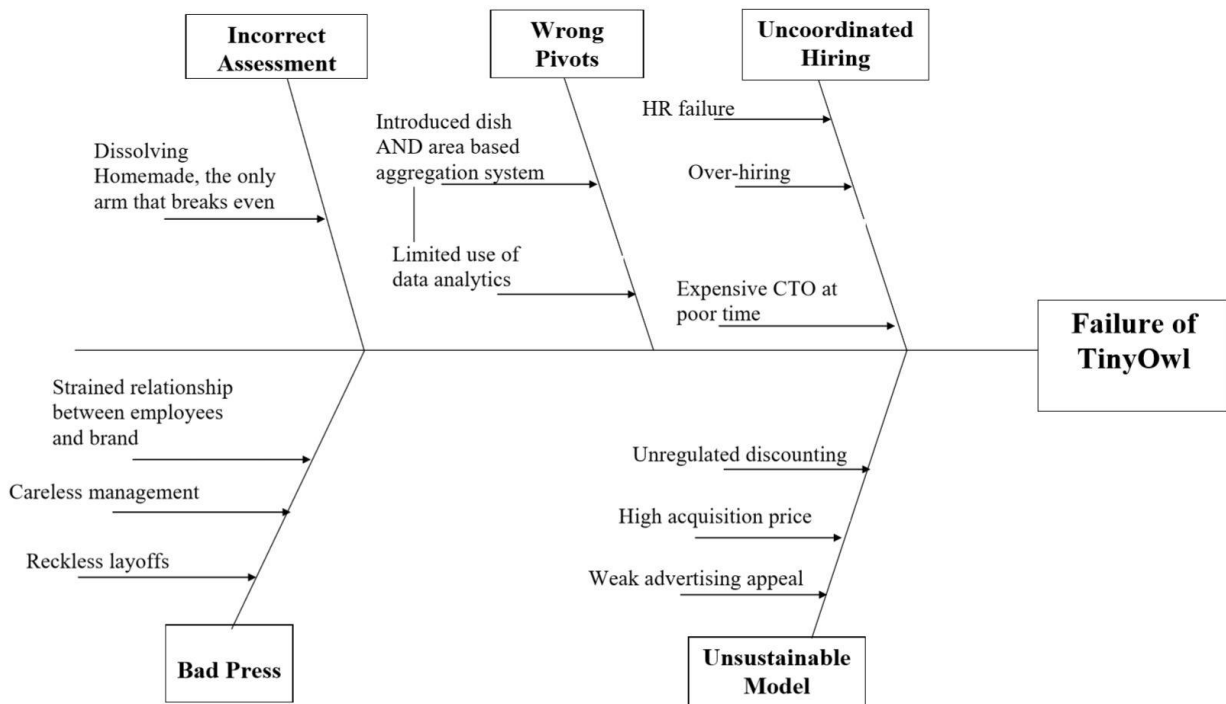 Incorrect
Assessment
Wrong
Pivots
Uncoordinated
Hiring
Dissolving
Homemade, the only
arm that breaks even
Introduced dish
AND area based
aggregation system
Limited use of
data analytics
HR failure
Over-hiring
Expensive CTO at
poor time
Failure of
TinyOwl
Strained relationship
between employees
and brand
Careless management
Reckless layoffs
Bad Press
Unregulated discounting
High acquisition price
Weak advertising appeal
Unsustainable
Model